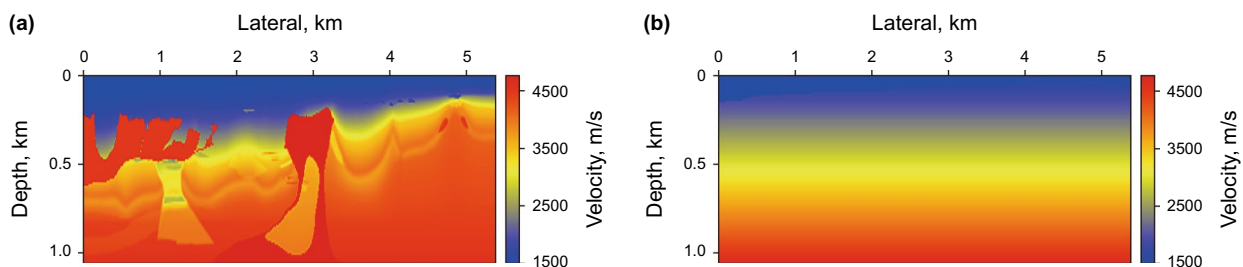 (a)
Lateral, km
0 1 2 3 4 5
0
0.5
1.0
Depth, km
4500
3500
2500
1500
Velocity, m/s
(b)
Lateral, km
0 1 2 3 4 5
0
0.5
1.0
Depth, km
4500
3500
2500
1500
Velocity, m/s